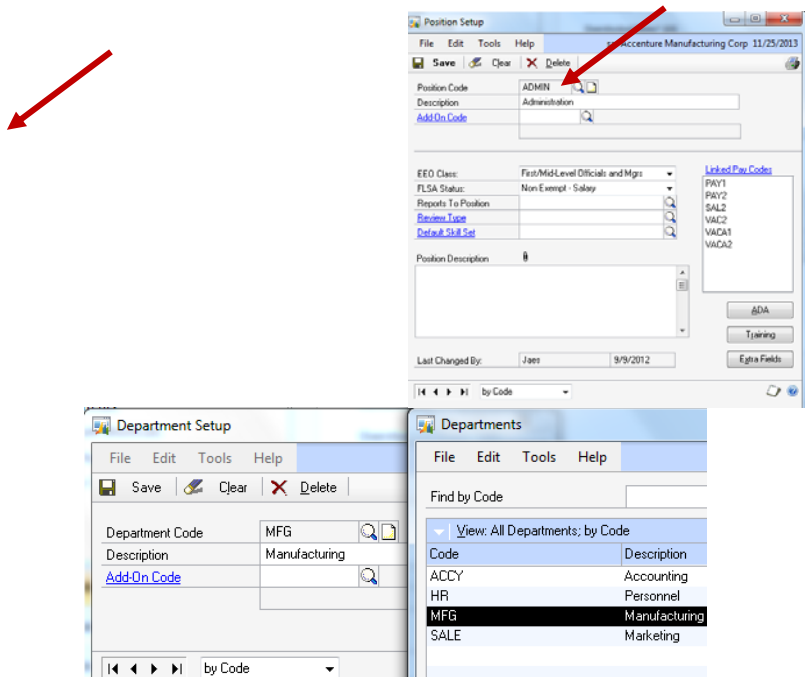 Position Setup
File Edit Tools Help Accenture Manufacturing Corp 11/25/2013
Save Clear Delete
Position Code ADMIN
Description Administration
Add-On Code
EEO Class: First/Mid-Level Officials and Mgrs
FLSA Status: Non Exempt - Salary
Reports To Position
Review Type
Default Skill Set
Linked Pay Codes
PAY1
PAY2
SAL2
VAC2
VACA1
VACA2
Position Description
ADA
Training
Extra Fields
Last Changed By: Jaes 9/9/2012
by Code
Department Setup
File Edit Tools Help
Save Clear Delete
Department Code MFG
Description Manufacturing
Add-On Code
by Code
Departments
File Edit Tools Help
Find by Code
View: All Departments; by Code
Code Description
ACCY Accounting
HR Personnel
MFG Manufacturing
SALE Marketing